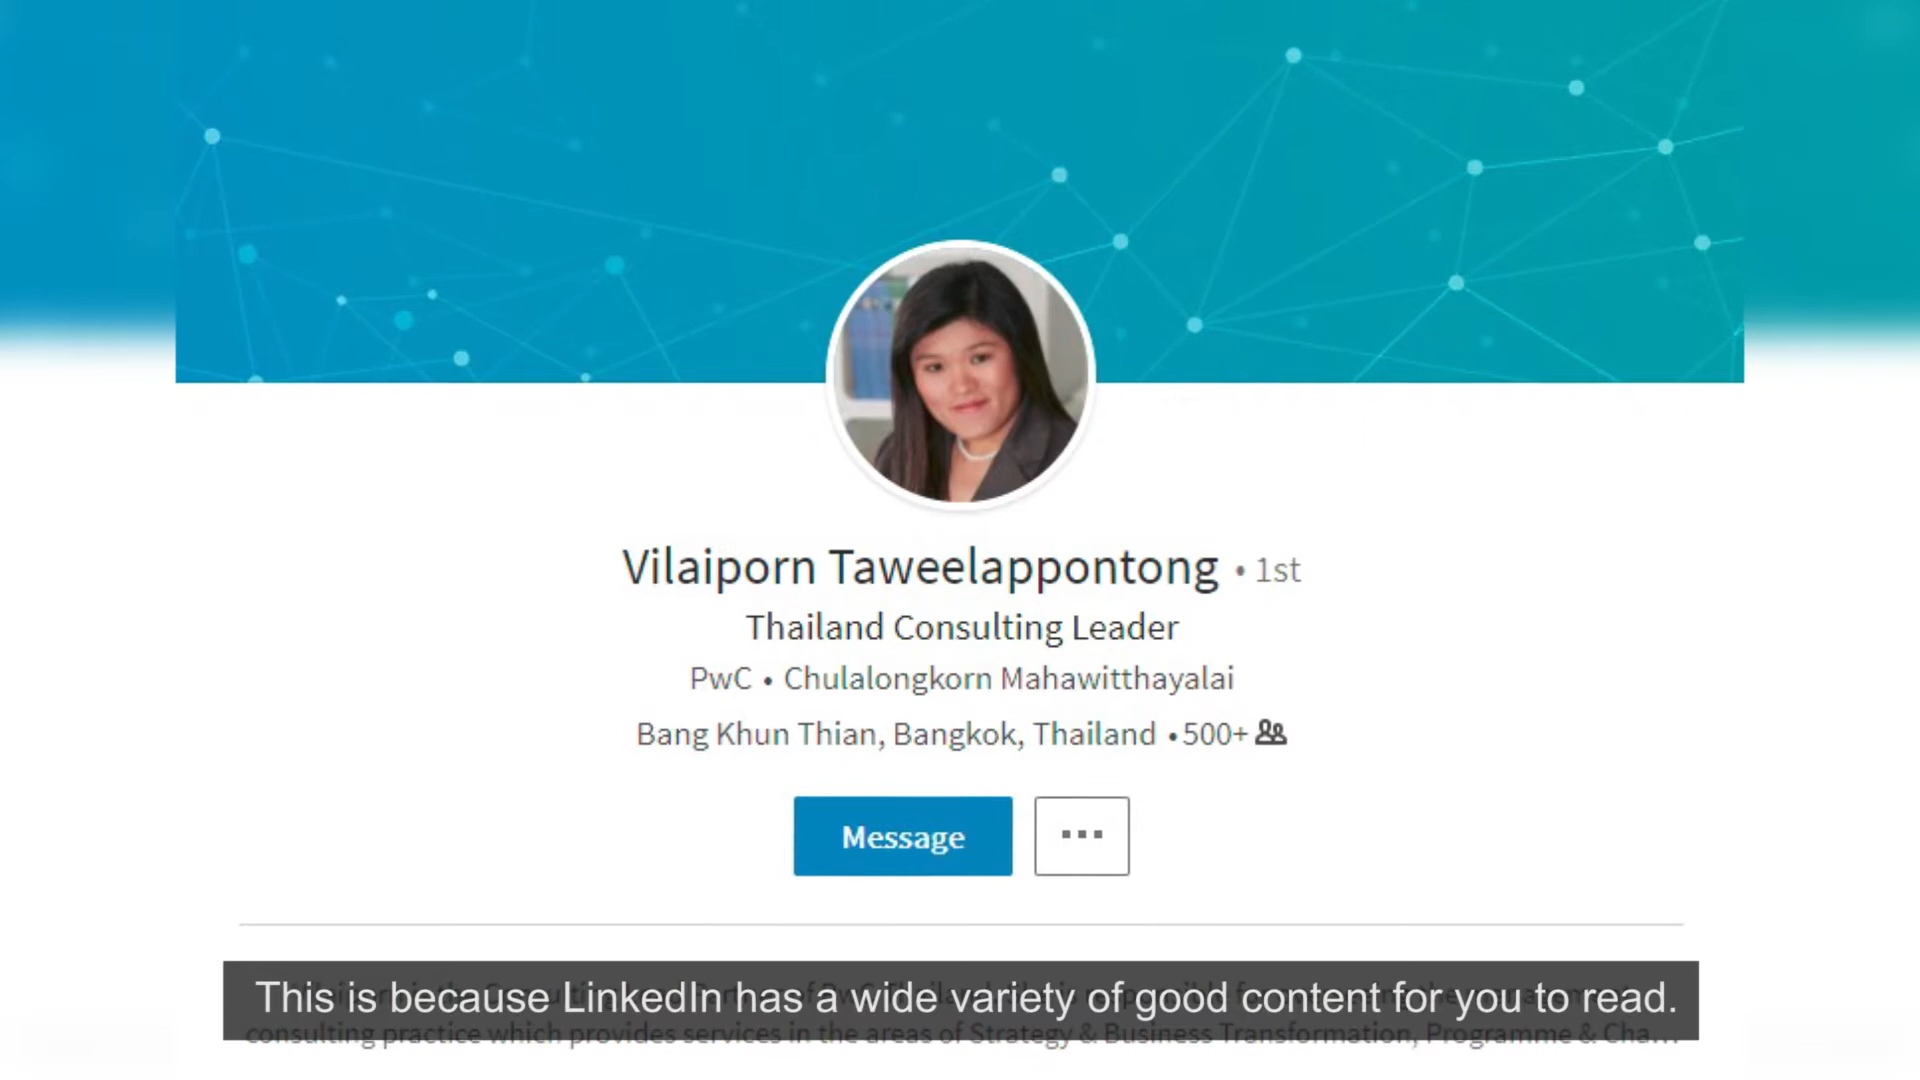 Vilaiporn Taweelappontong • 1st
Thailand Consulting Leader
PwC • Chulalongkorn Mahawitthayalai
Bang Khun Thian, Bangkok, Thailand • 500+
Message
This is because LinkedIn has a wide variety of good content for you to read.
consulting practice which provides services in the areas of Strategy & Business Transformation, Programme & Cha...